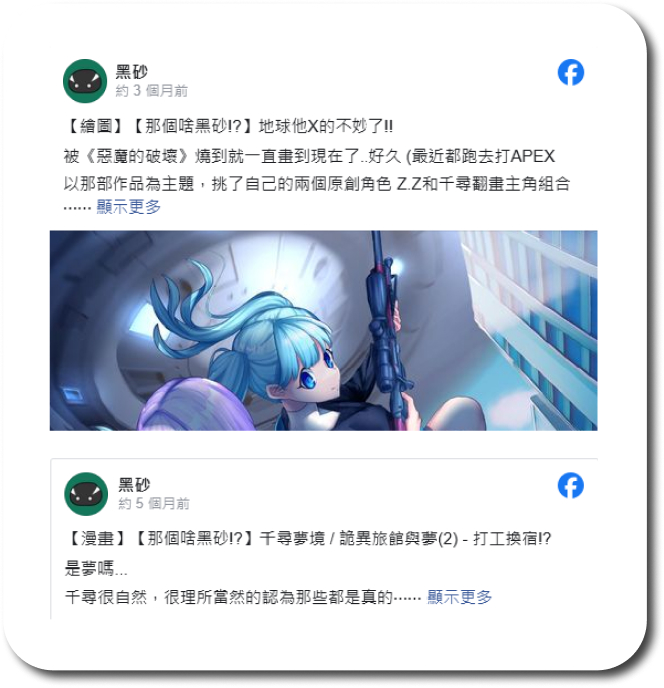 黑砂
約 3 個月前
【繪圖】【那個啥黑砂!?】地球他X的不妙了!!
被《惡魔的破壞》燒到就一直畫到現在了..好久 (最近都跑去打APEX
以那部作品為主題，挑了自己的兩個原創角色 Z.Z和千尋翻畫主角組合
⋯⋯ 顯示更多
黑砂
約 5 個月前
【漫畫】【那個啥黑砂!?】千尋夢境 / 詭異旅館與夢(2) - 打工換宿!?
是夢嗎...
千尋很自然，很理所當然的認為那些都是真的⋯⋯ 顯示更多